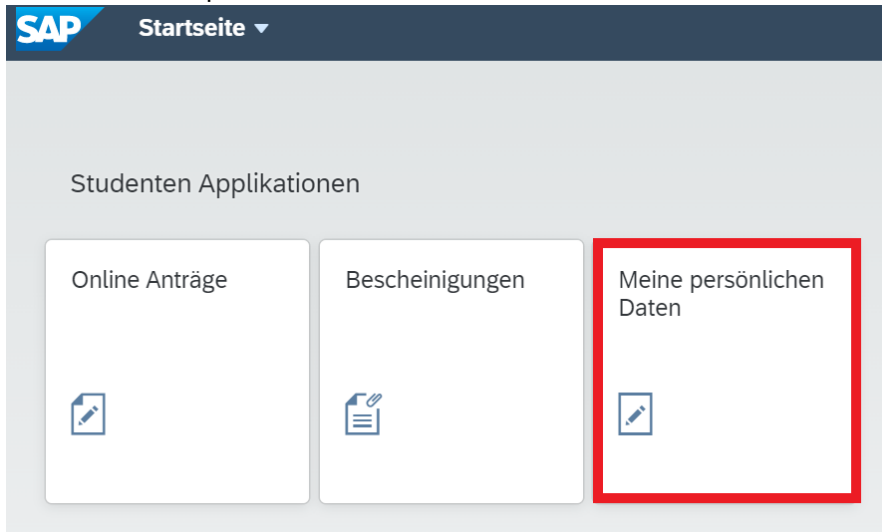 SAP Startseite
Studenten Applikationen
Online Anträge
Bescheinigungen
Meine persönlichen
Daten